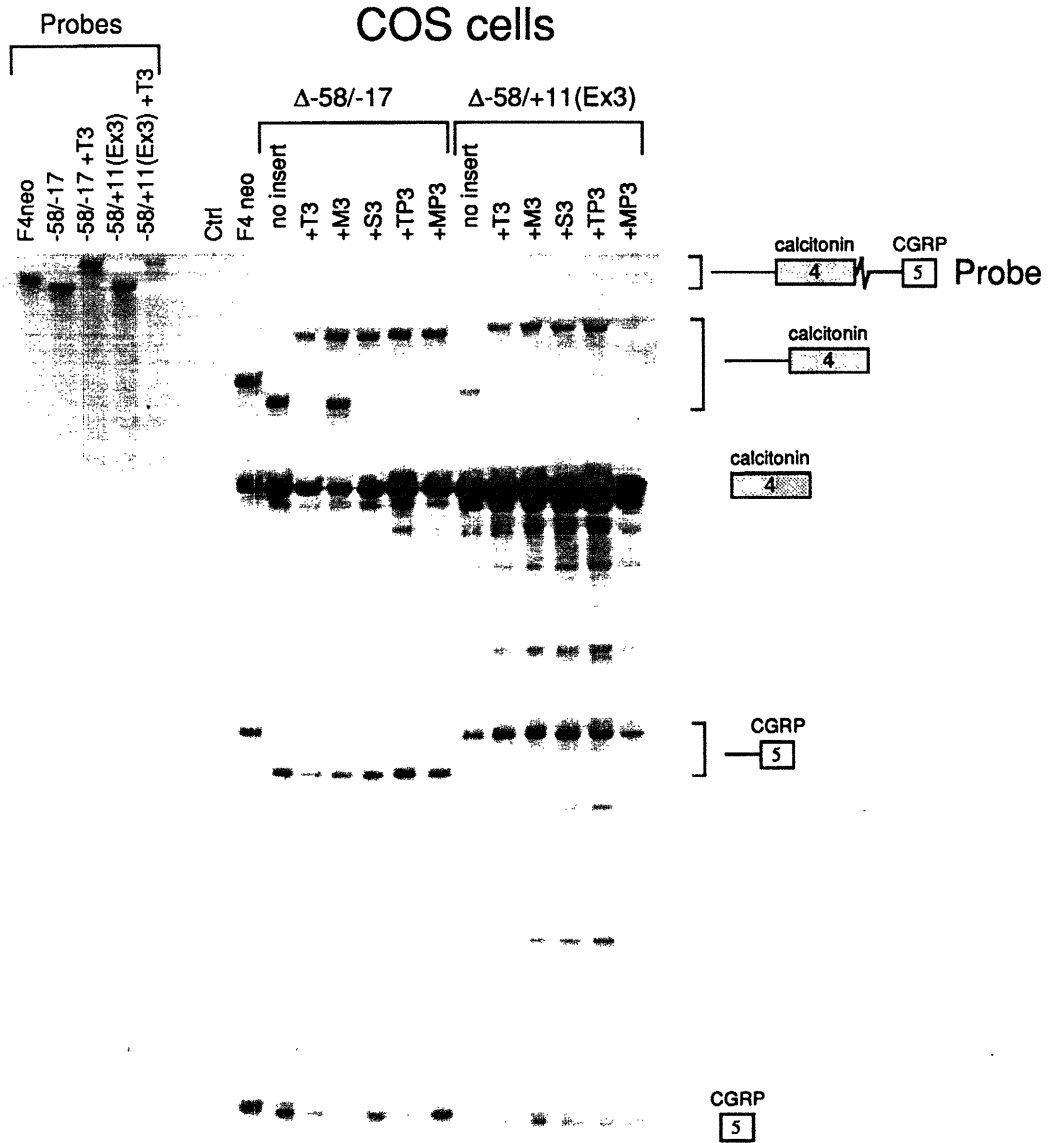 COS cells
Probes
F4neo
-58/-17
-58/-17 +T3
-58/+11(Ex3)
-58/+11(Ex3) +T3
Ctrl
F4 neo
Δ-58/-17
no insert
+T3
+M3
+S3
+TP3
+MP3
Δ-58/+11(Ex3)
no insert
+T3
+M3
+S3
+TP3
+MP3
calcitonin CGRP
4 5 Probe
calcitonin
4
calcitonin
4
CGRP
5
CGRP
5